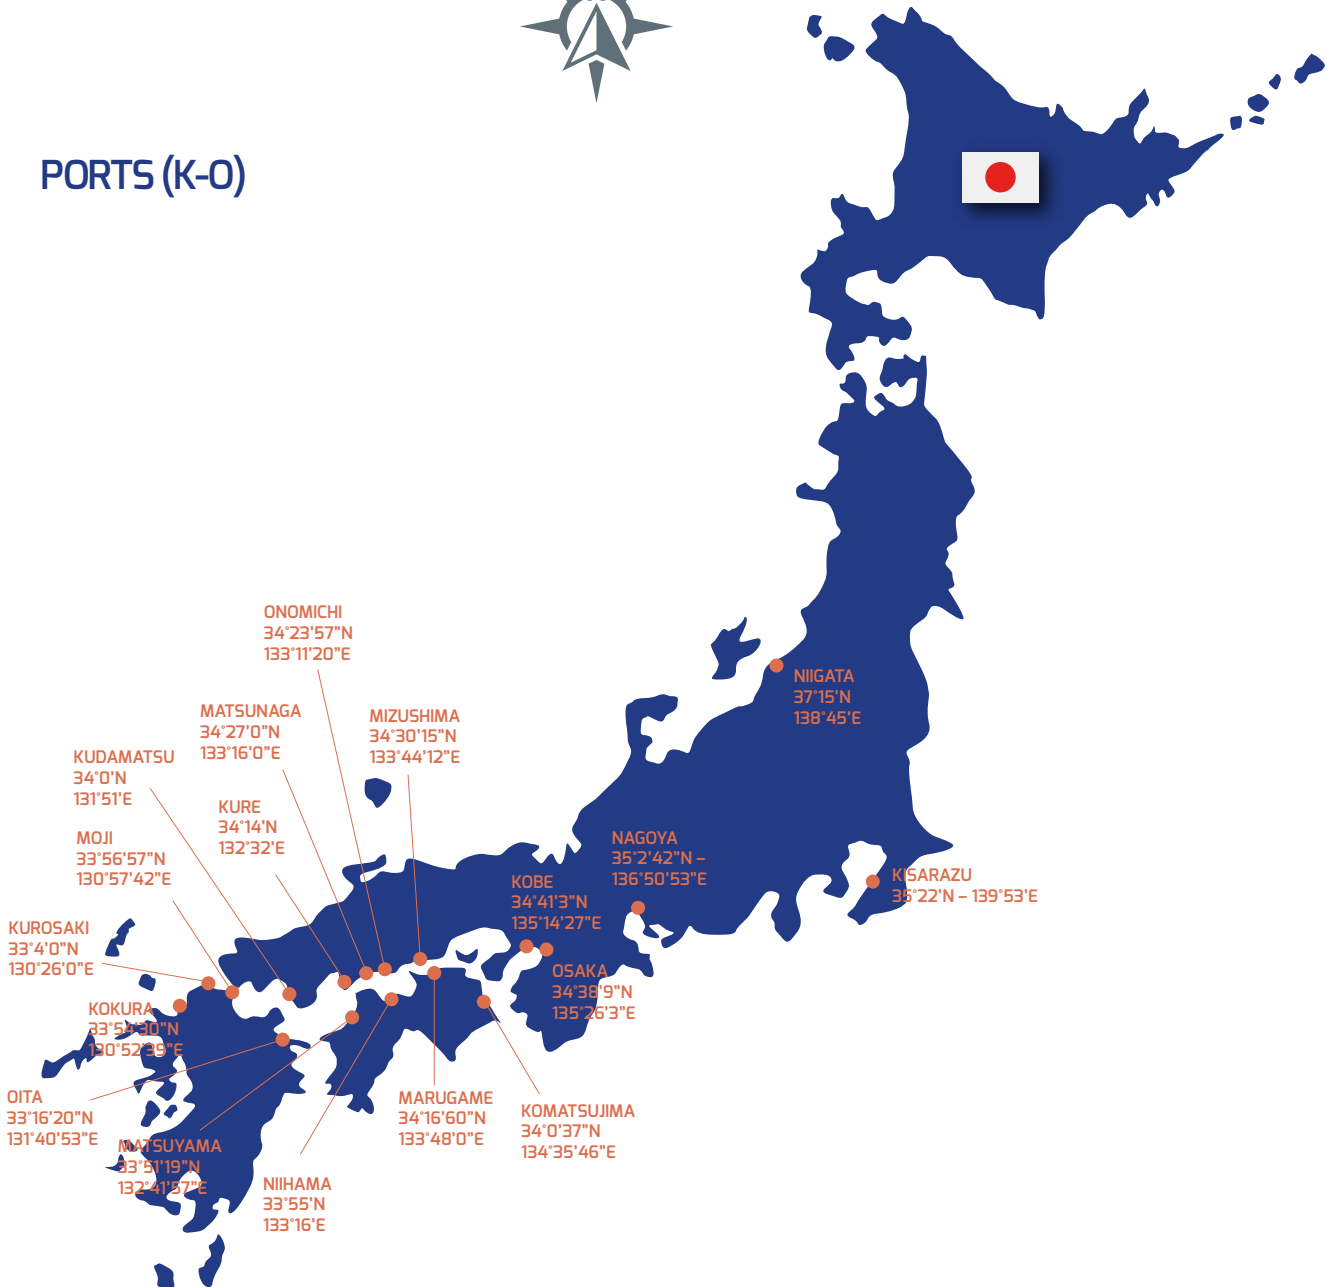 PORTS (K-O)
ONOMICHI
34°23'57"N
133°11'20"E
NIIGATA
37°15'N
138°45'E
MATSUNAGA
34°27'0"N
133°16'0"E
MIZUSHIMA
34°30'15"N
133°44'12"E
KUDAMATSU
34°0'N
131°51'E
KURE
34°14'N
132°32'E
MOJI
33°56'57"N
130°57'42"E
NAGOYA
35°2'42"N –
136°50'53"E
KISARAZU
35°22'N – 139°53'E
KOBE
34°41'3"N
135°14'27"E
KUROSAKI
33°4'0"N
130°26'0"E
OSAKA
34°38'9"N
135°26'3"E
KOKURA
33°54'30"N
130°52'39"E
OITA
33°16'20"N
131°40'53"E
MARUGAME
34°16'60"N
133°48'0"E
KOMATSUJIMA
34°0'37"N
134°35'46"E
MATSUYAMA
33°51'19"N
132°41'57"E
NIIHAMA
33°55'N
133°16'E